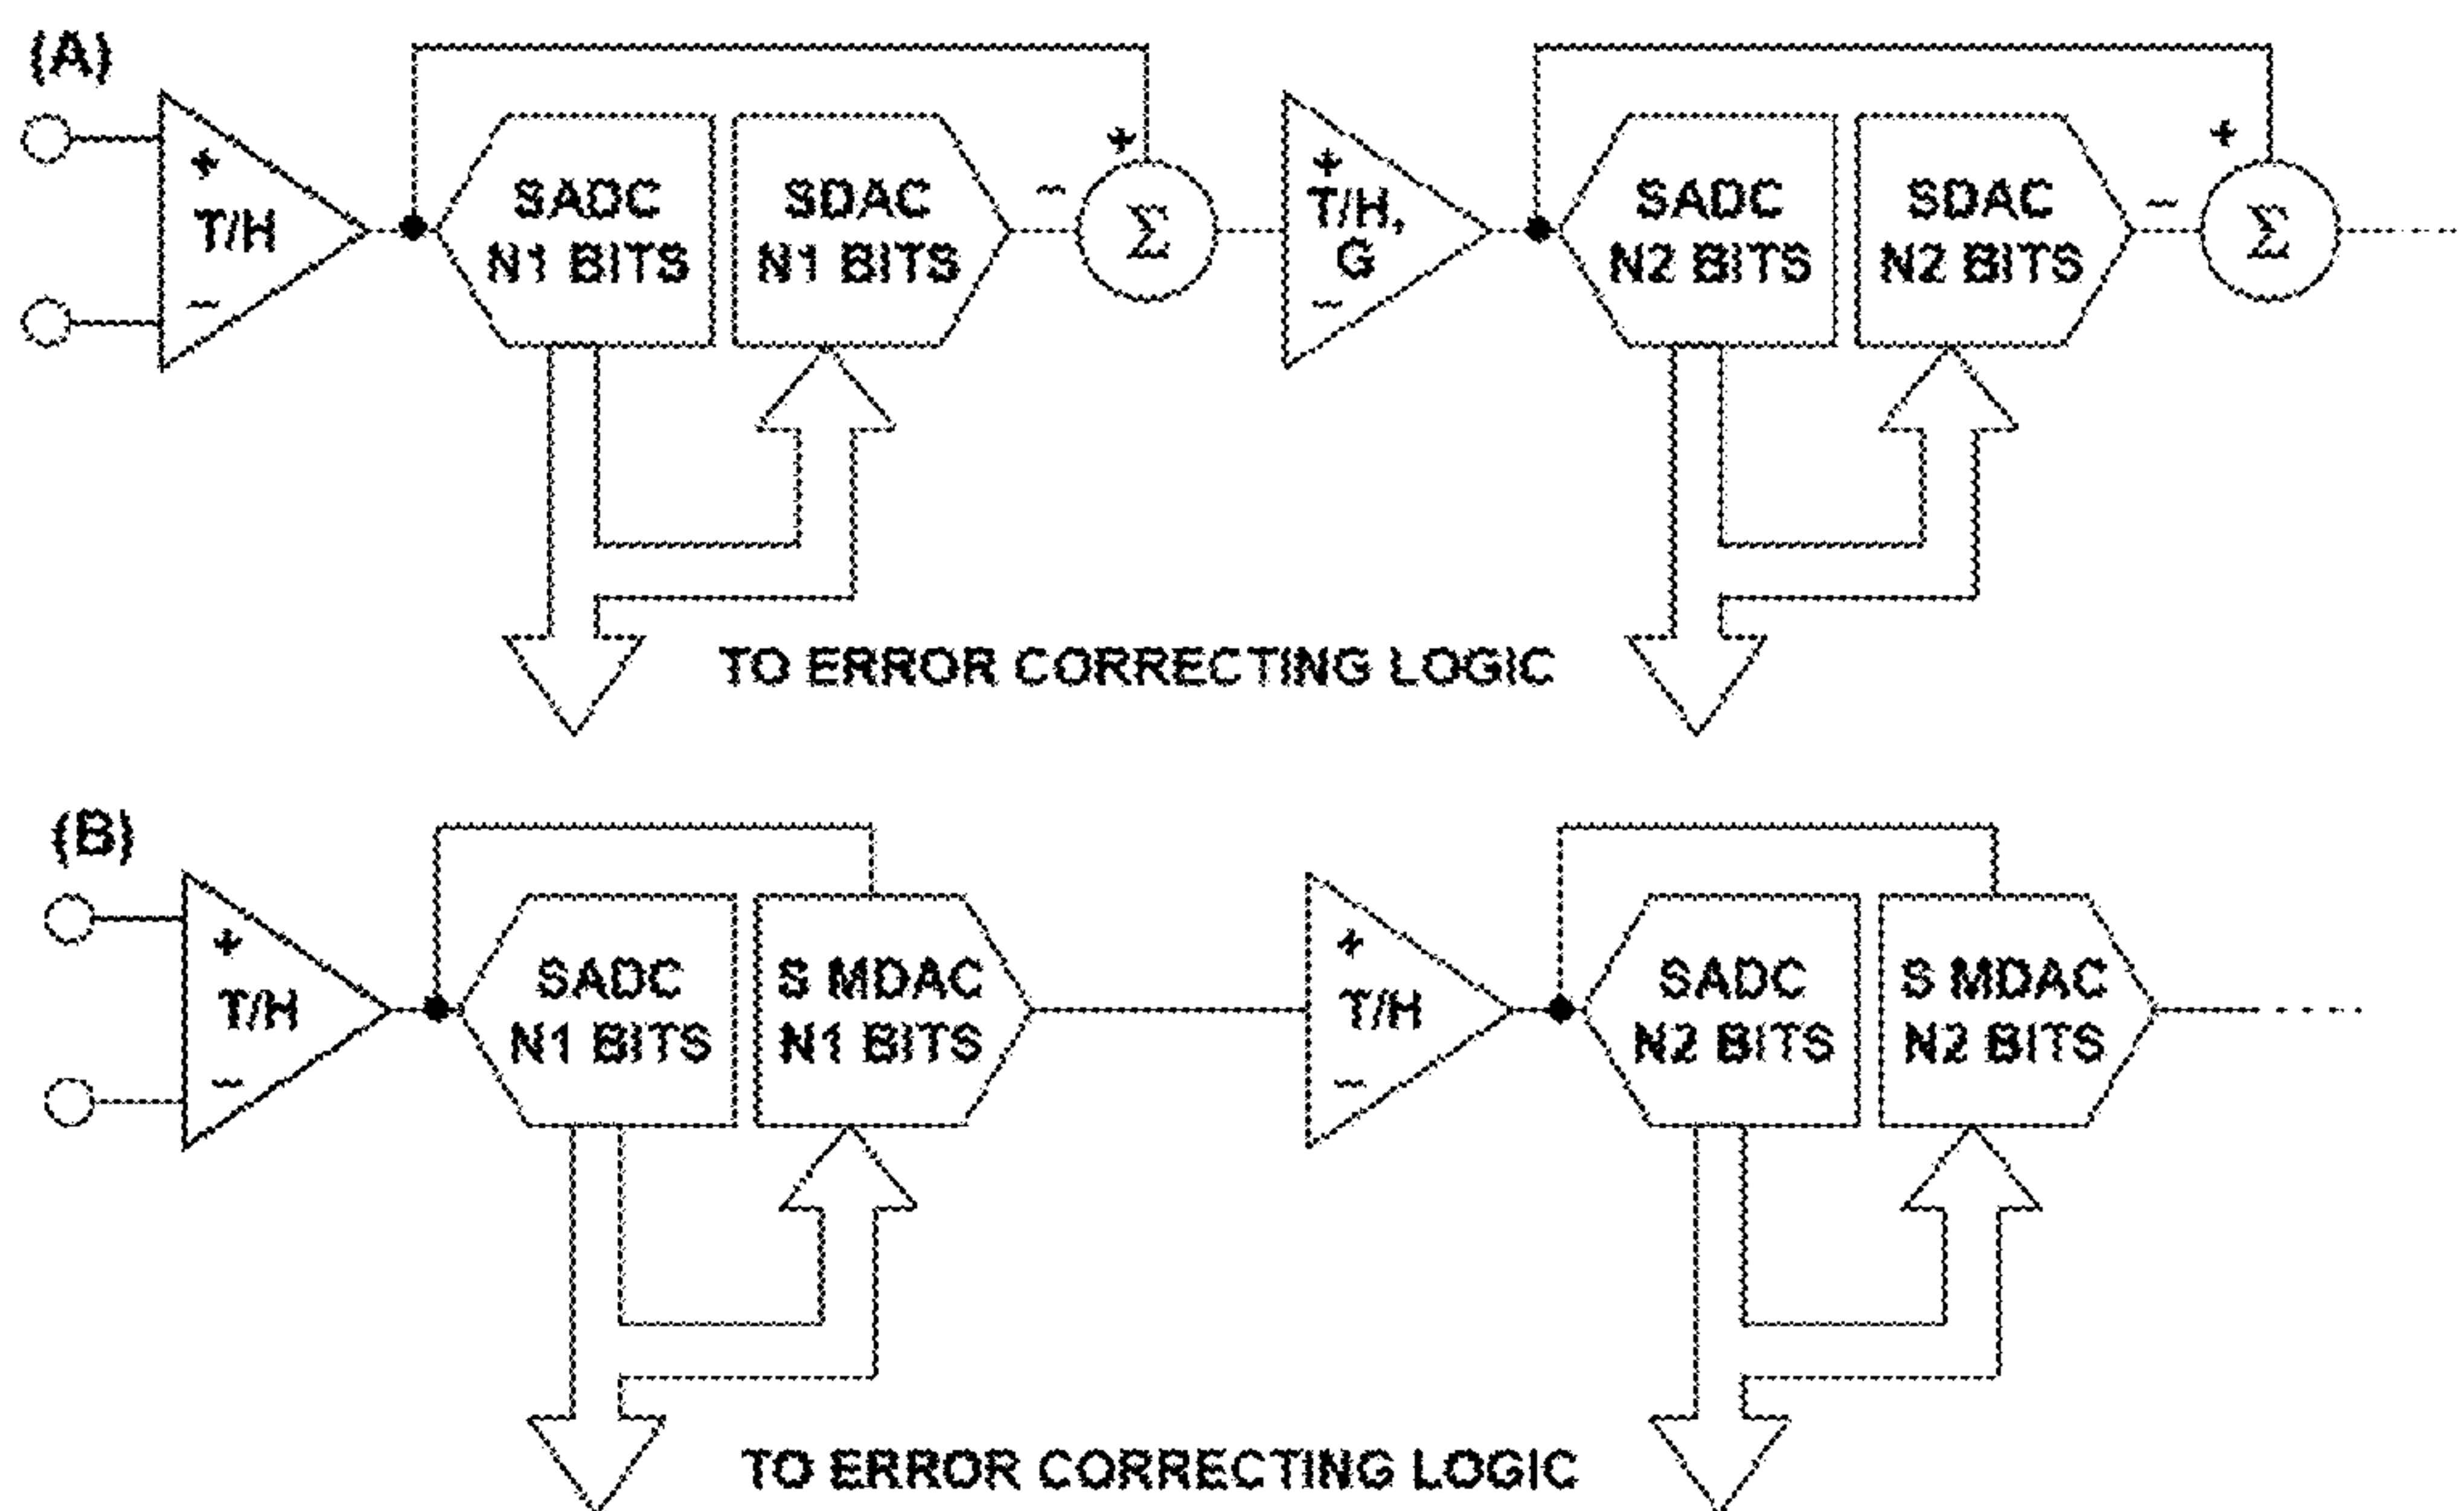 (A)
+
T/H
−
SADC
N1 BITS
SDAC
N1 BITS
+
−
Σ
+
T/H,
G
−
SADC
N2 BITS
SDAC
N2 BITS
+
−
Σ
TO ERROR CORRECTING LOGIC
(B)
+
T/H
−
SADC
N1 BITS
S MDAC
N1 BITS
+
T/H
−
SADC
N2 BITS
S MDAC
N2 BITS
TO ERROR CORRECTING LOGIC